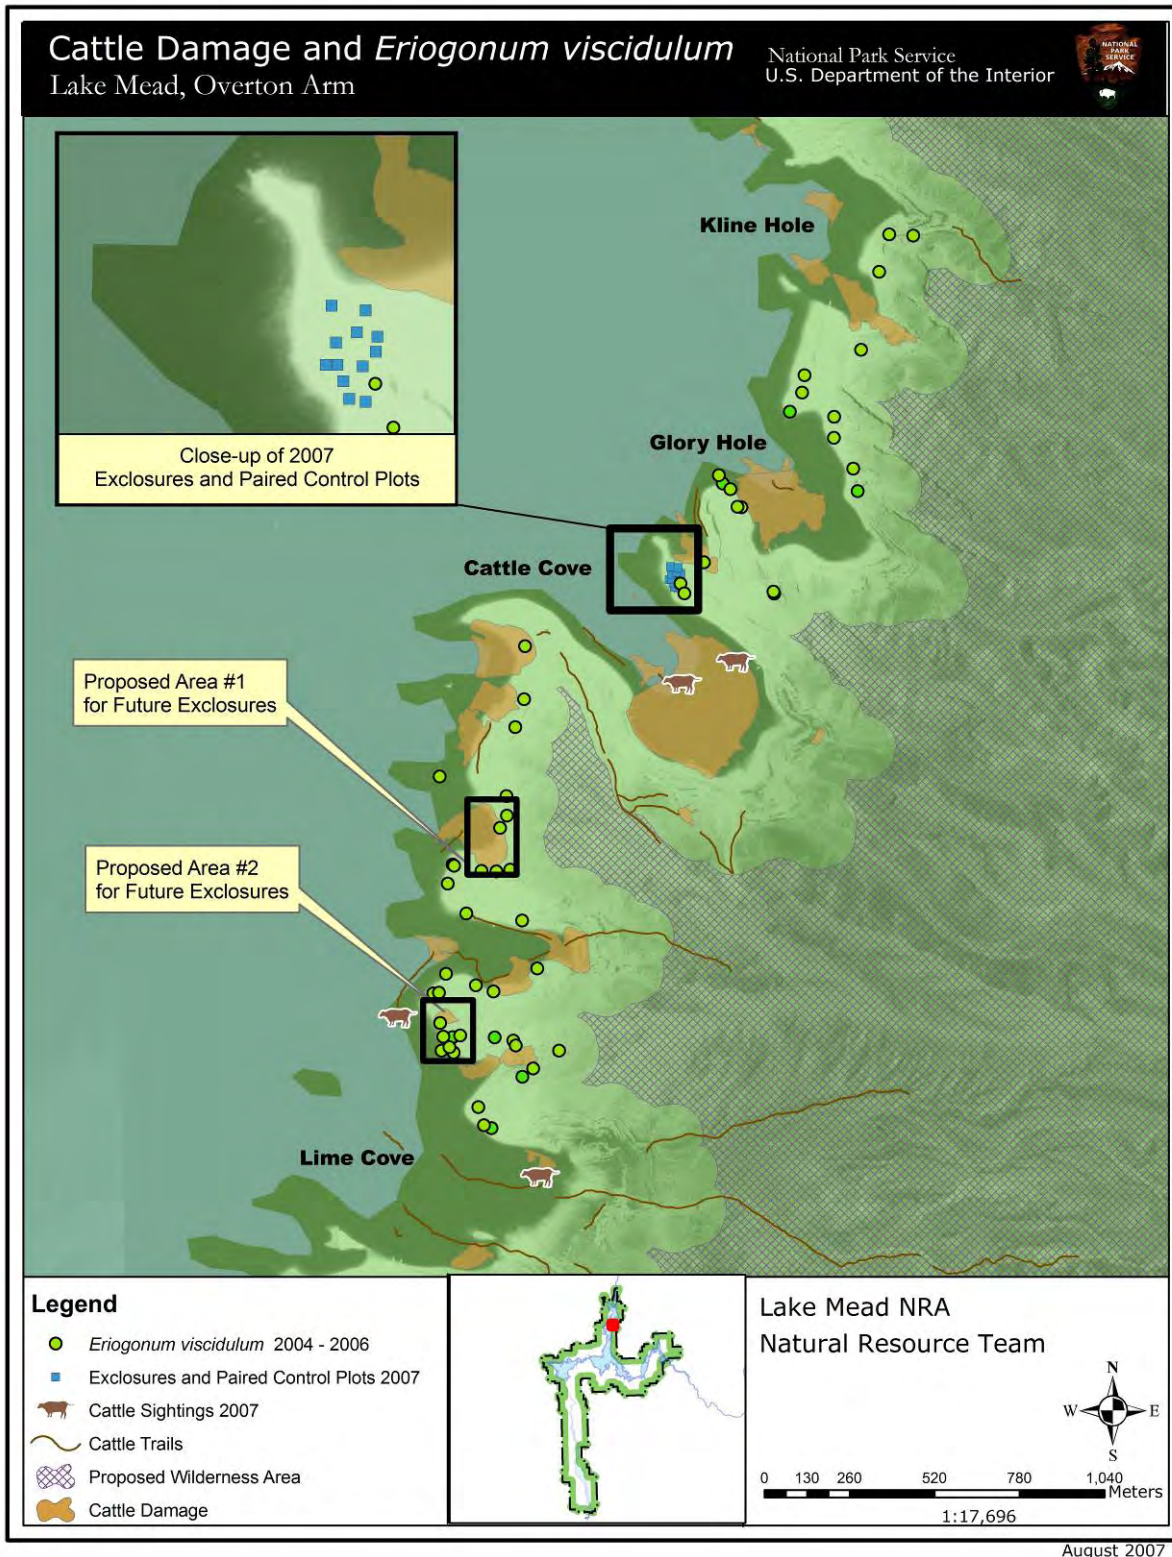 Cattle Damage and Eriogonum viscidulum
Lake Mead, Overton Arm
National Park Service
U.S. Department of the Interior
NATIONAL
PARK
SERVICE
Close-up of 2007
Exclosures and Paired Control Plots
Kline Hole
Glory Hole
Cattle Cove
Proposed Area #1
for Future Exclosures
Proposed Area #2
for Future Exclosures
Lime Cove
Legend
Eriogonum viscidulum 2004 - 2006
Exclosures and Paired Control Plots 2007
Cattle Sightings 2007
Cattle Trails
Proposed Wilderness Area
Cattle Damage
Lake Mead NRA
Natural Resource Team
N
W E
S
0 130 260 520 780 1,040
Meters
1:17,696
August 2007